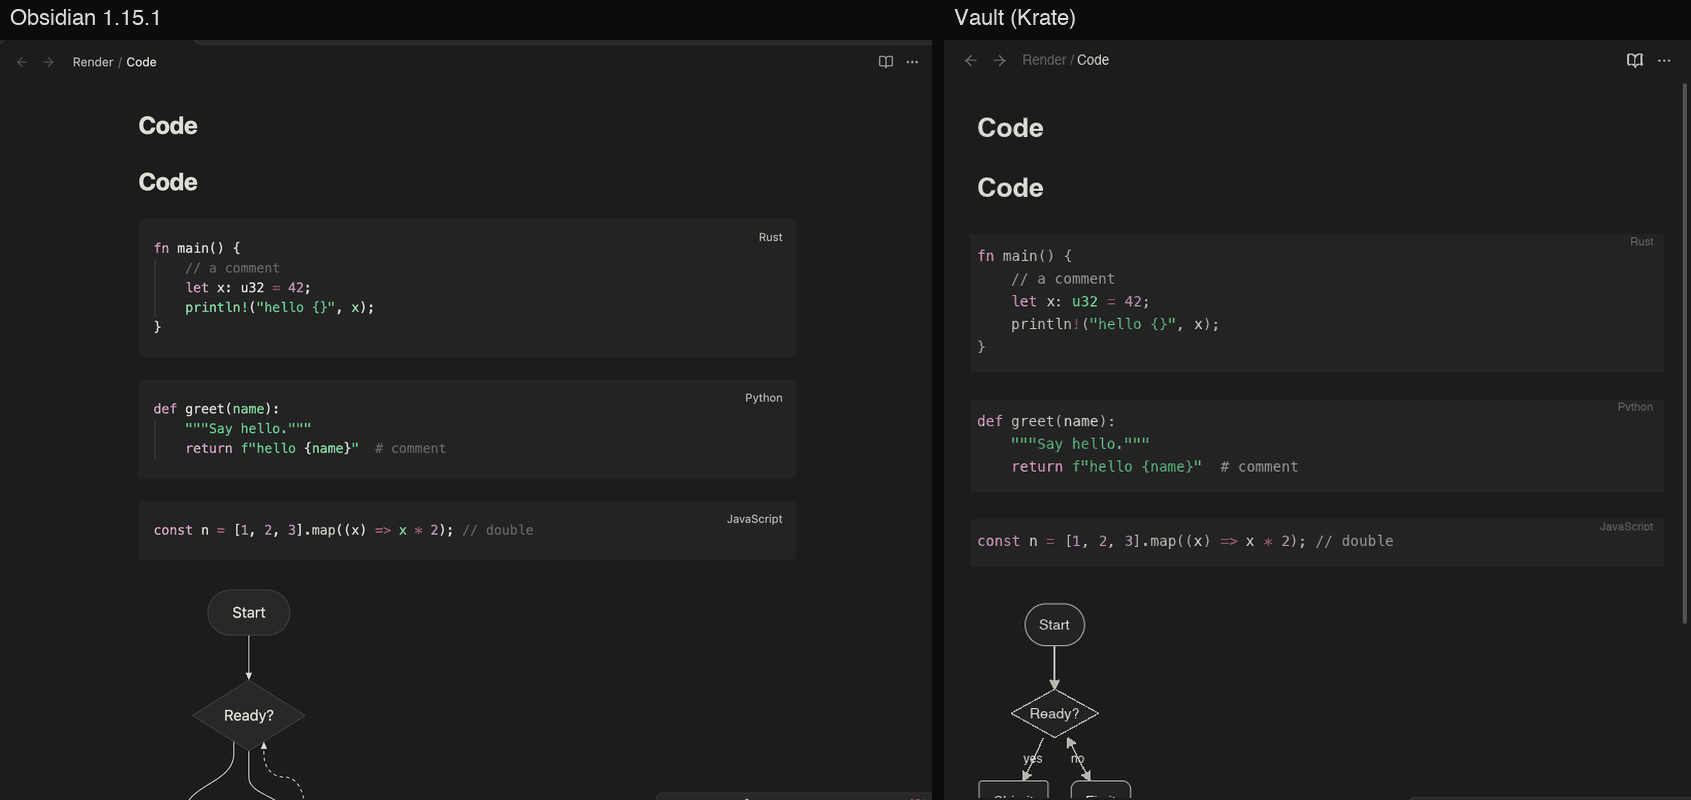 Obsidian 1.15.1
Render / Code
Code
Code
Rust
fn main() {
    // a comment
    let x: u32 = 42;
    println!("hello {}", x);
}
Python
def greet(name):
    """Say hello."""
    return f"hello {name}"  # comment
JavaScript
const n = [1, 2, 3].map((x) => x * 2); // double
Start
Ready?
Vault (Krate)
Render / Code
Code
Code
Rust
fn main() {
    // a comment
    let x: u32 = 42;
    println!("hello {}", x);
}
Python
def greet(name):
    """Say hello."""
    return f"hello {name}"  # comment
JavaScript
const n = [1, 2, 3].map((x) => x * 2); // double
Start
Ready?
yes no